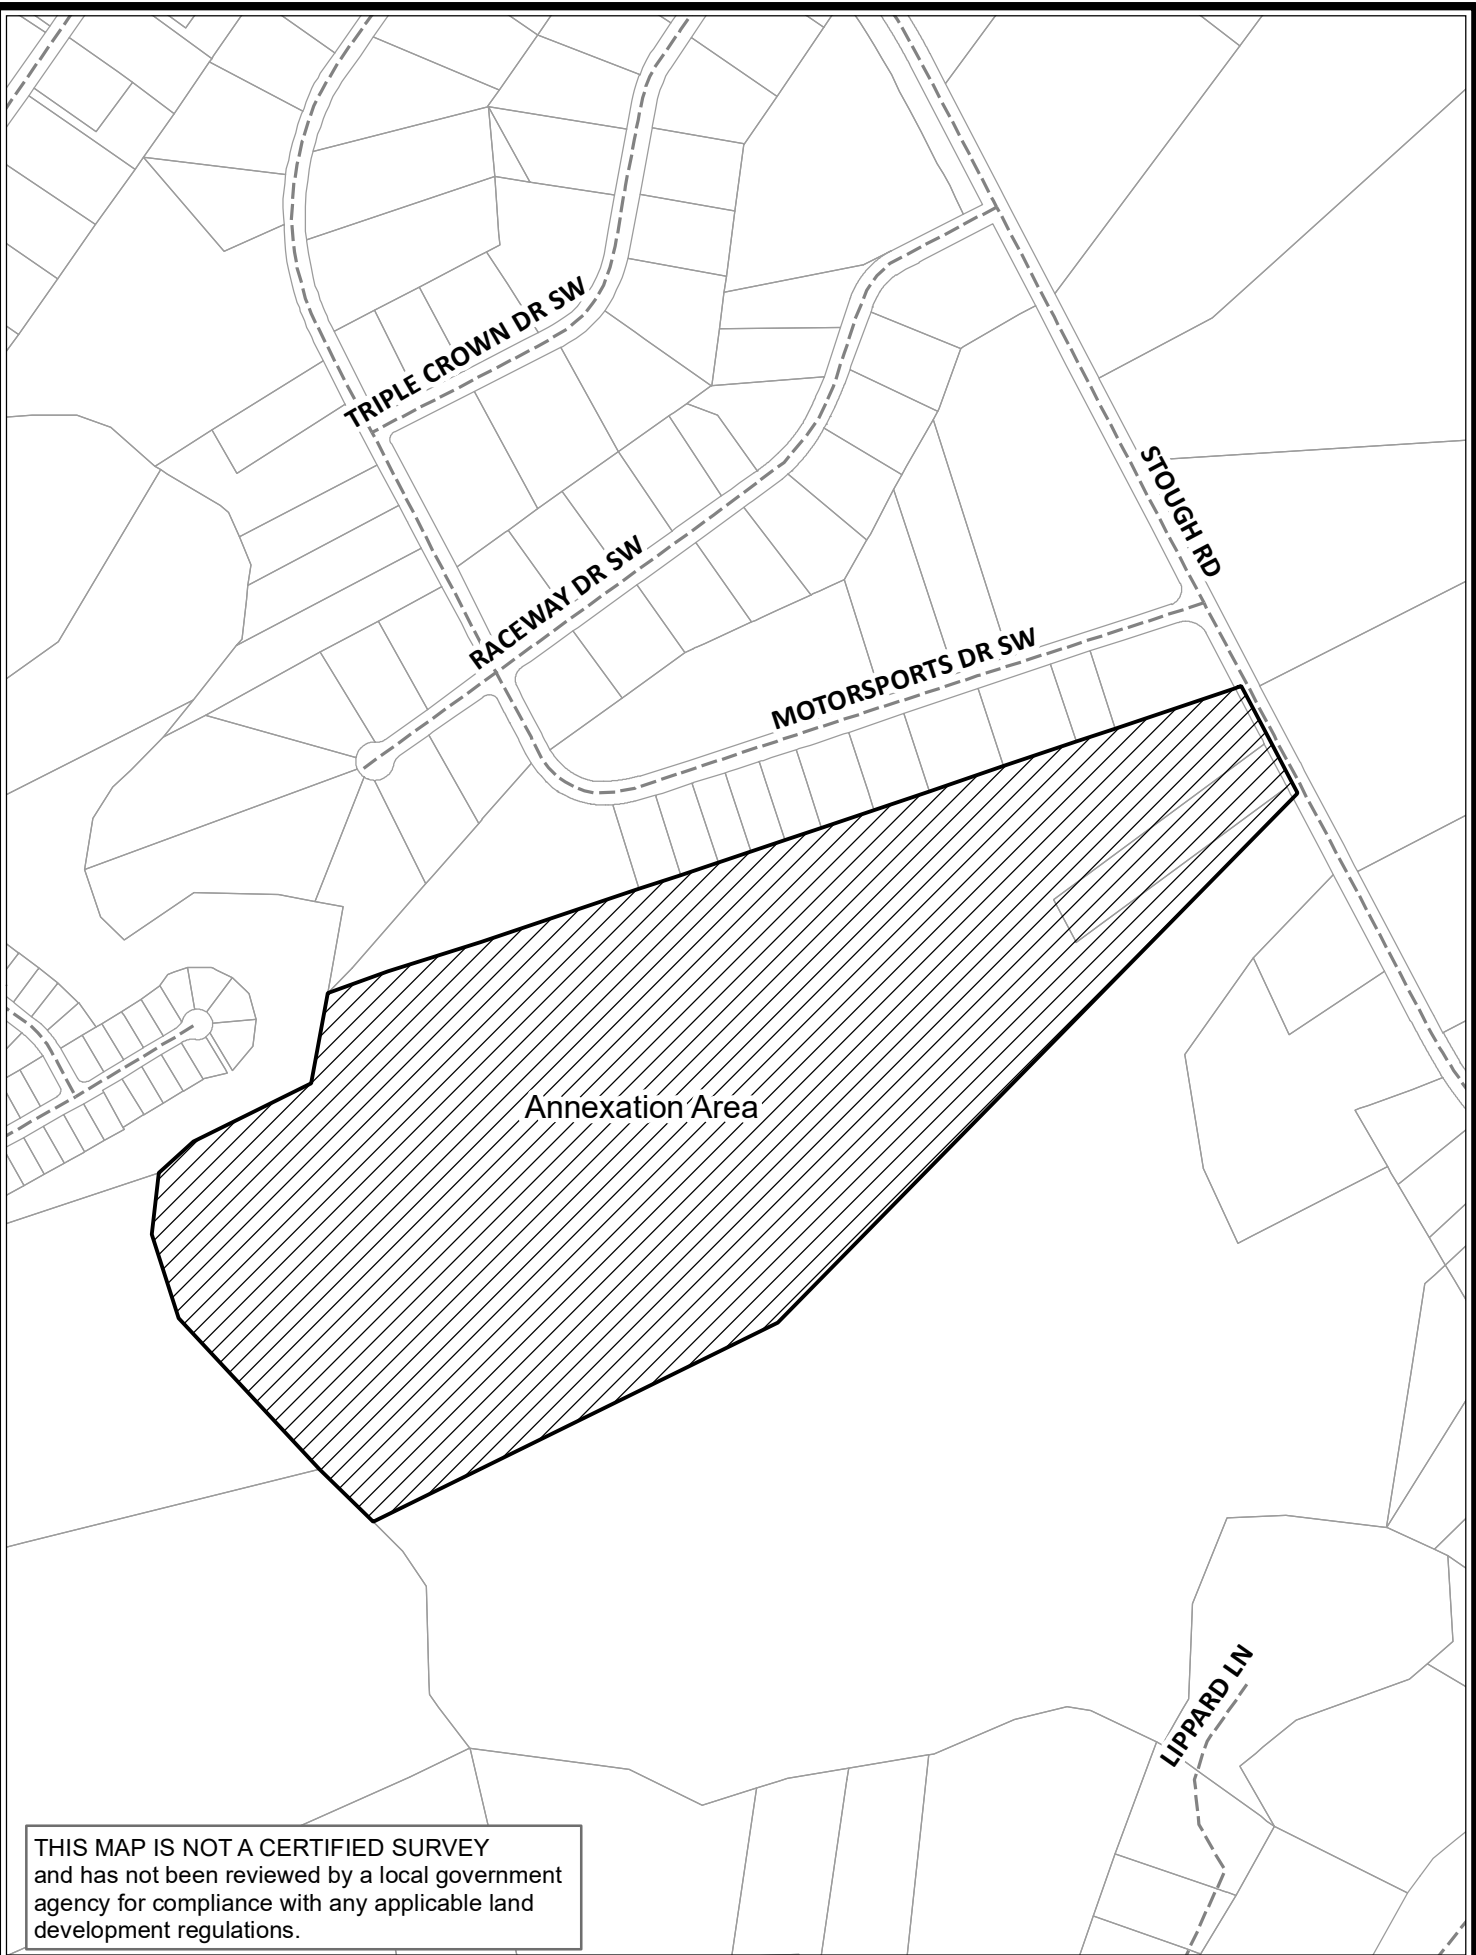 TRIPLE CROWN DR SW
STOUGH RD
RACEWAY DR SW
MOTORSPORTS DR SW
Annexation Area
LIPPARD LN
THIS MAP IS NOT A CERTIFIED SURVEY
and has not been reviewed by a local government
agency for compliance with any applicable land
development regulations.